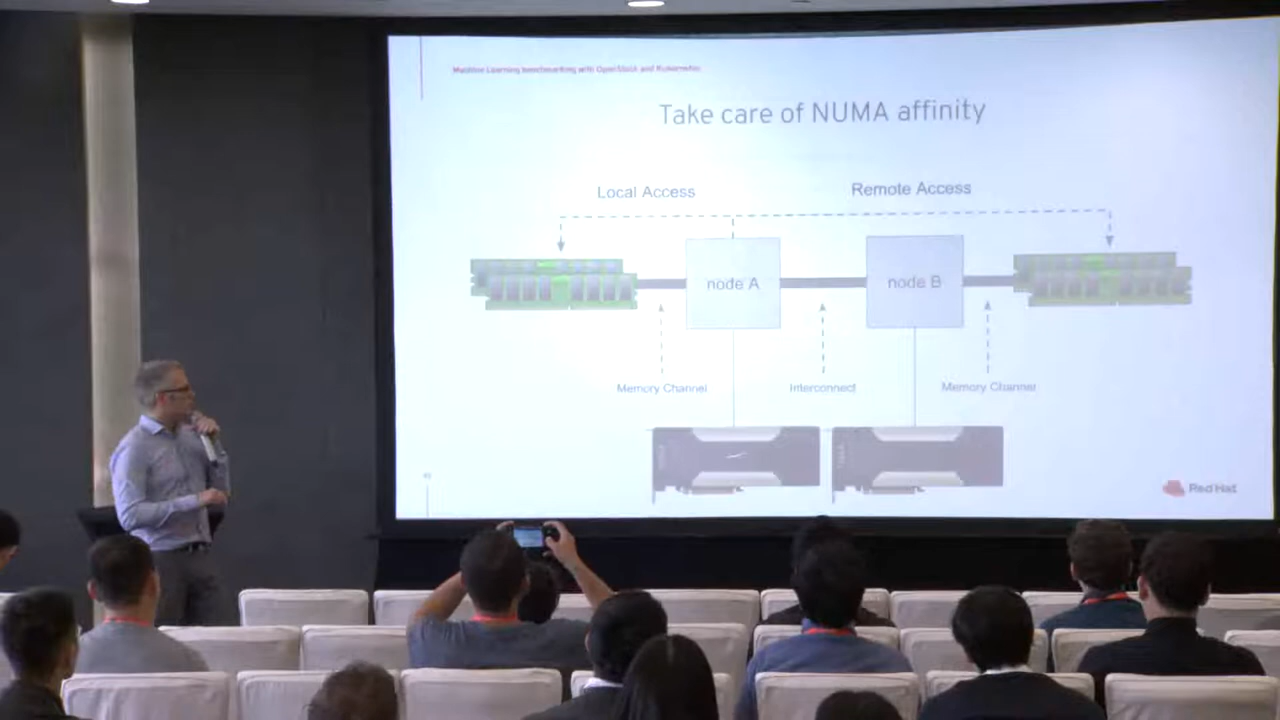 Machine Learning benchmarking with OpenStack and Kubernetes
Take care of NUMA affinity
Local Access
Remote Access
node A
node B
Memory Channel
Interconnect
Memory Channel
Red Hat